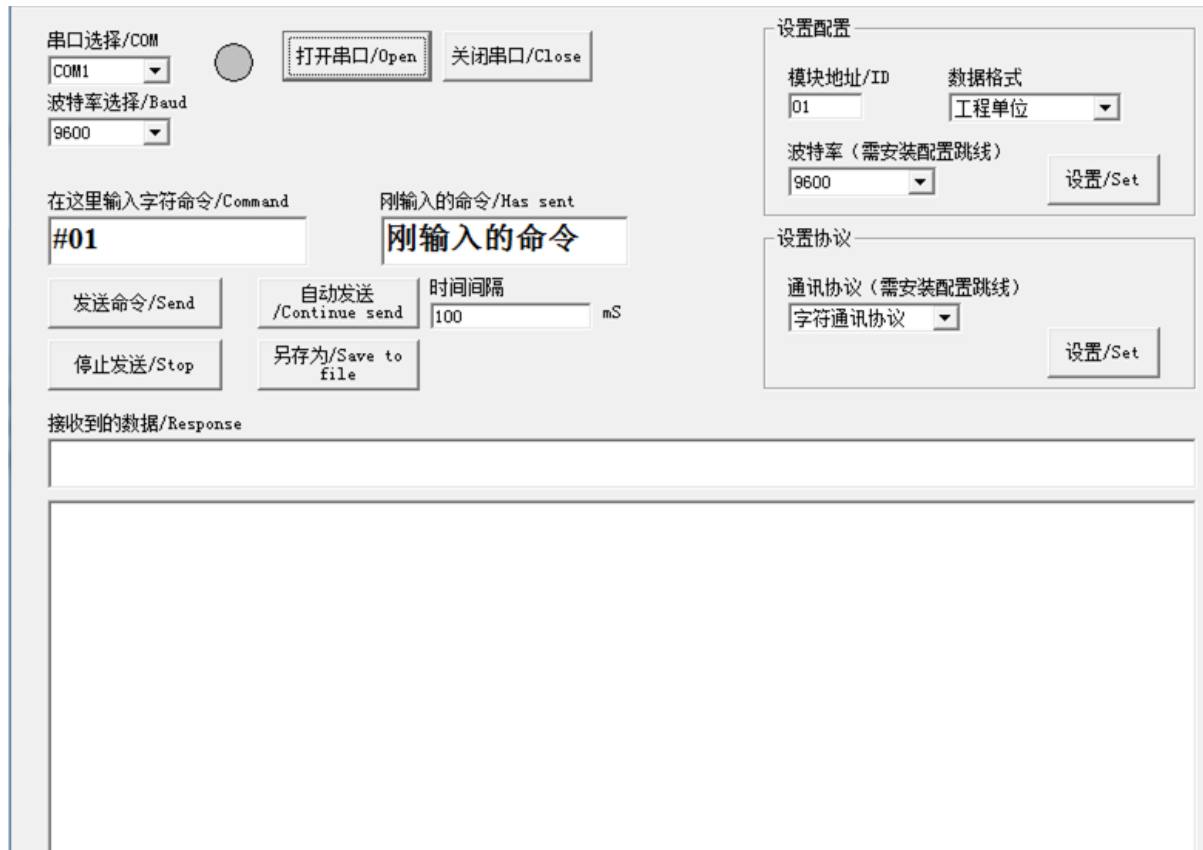 串口选择/COM
COM1
打开串口/Open
关闭串口/Close
波特率选择/Baud
9600
设置配置
模块地址/ID
数据格式
01
工程单位
波特率（需安装配置跳线）
9600
设置/Set
在这里输入字符命令/Command
刚输入的命令/Has sent
#01
刚输入的命令
发送命令/Send
自动发送
/Continue send
时间间隔
100
mS
停止发送/Stop
另存为/Save to
file
设置协议
通讯协议（需安装配置跳线）
字符通讯协议
设置/Set
接收到的数据/Response